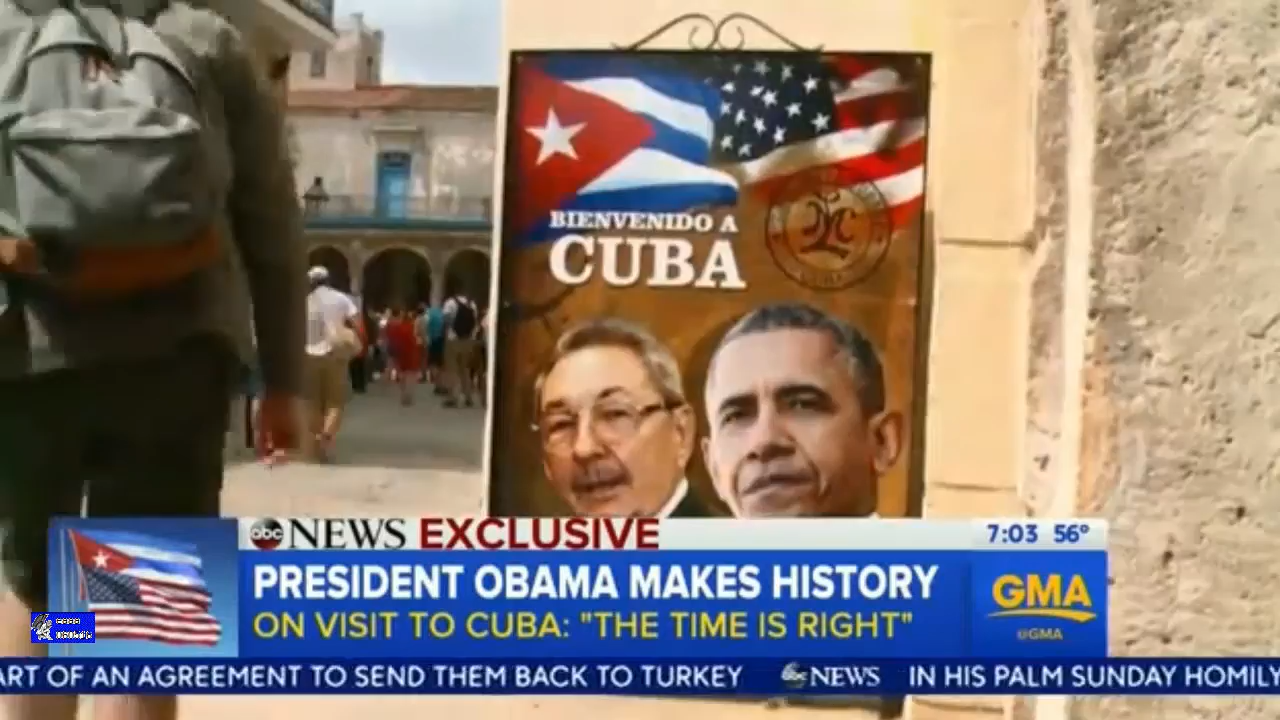 BIENVENIDO A
CUBA
abc NEWS EXCLUSIVE
7:03 56°
PRESIDENT OBAMA MAKES HISTORY
ON VISIT TO CUBA: "THE TIME IS RIGHT"
GMA
@GMA
ART OF AN AGREEMENT TO SEND THEM BACK TO TURKEY abc NEWS IN HIS PALM SUNDAY HOMILY